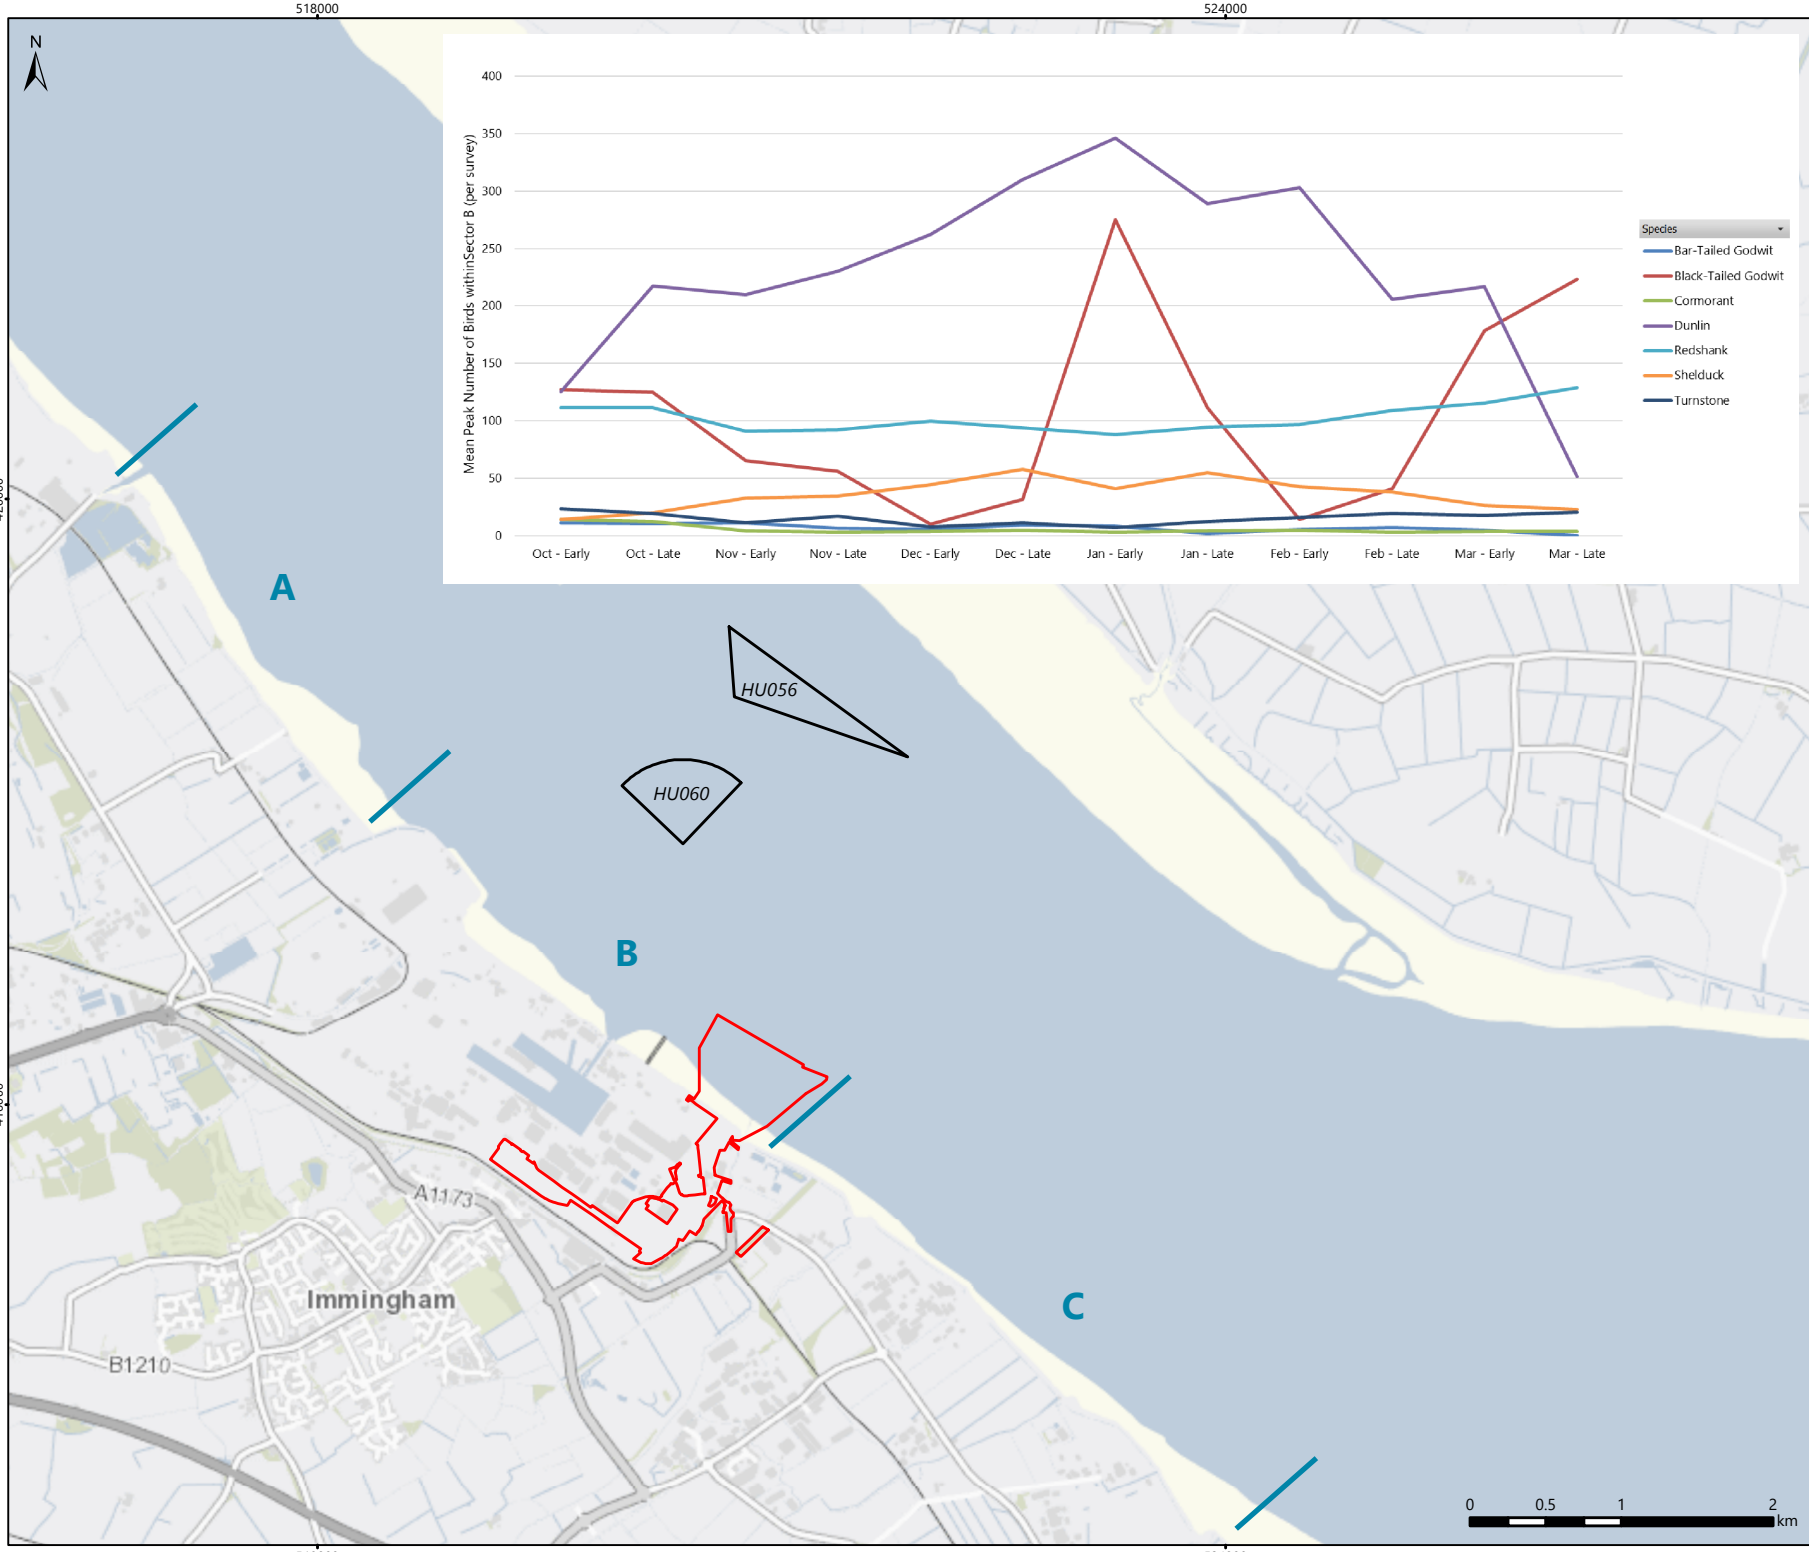 518000
524000
N
400
350
300
250
200
150
100
50
0
Mean Peak Number of Birds withinSector B (per survey)
Oct - Early
Oct - Late
Nov - Early
Nov - Late
Dec - Early
Dec - Late
Jan - Early
Jan - Late
Feb - Early
Feb - Late
Mar - Early
Mar - Late
Species
Bar-Tailed Godwit
Black-Tailed Godwit
Cormorant
Dunlin
Redshank
Shelduck
Turnstone
A
HU056
HU060
B
A1173
Immingham
C
B1210
0 0.5 1 2
km